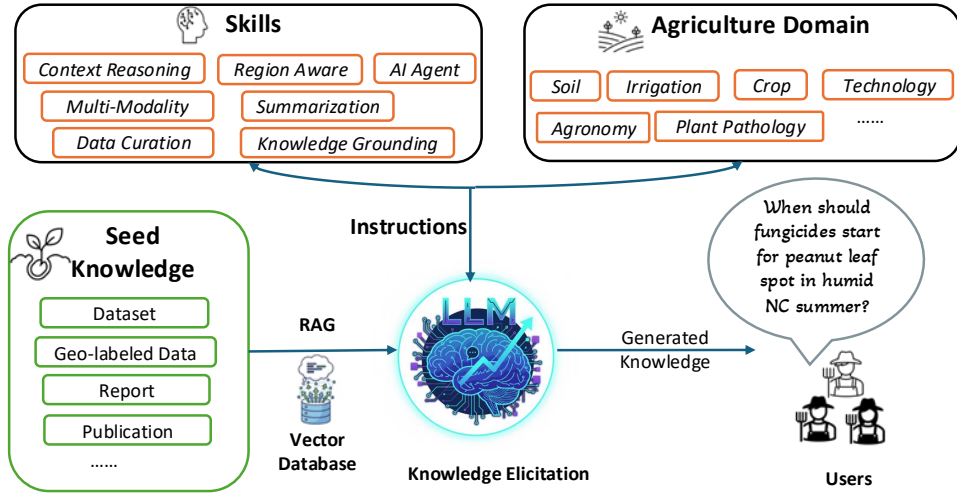 Skills
Context Reasoning
Region Aware
AI Agent
Multi-Modality
Summarization
Data Curation
Knowledge Grounding
Agriculture Domain
Soil
Irrigation
Crop
Technology
Agronomy
Plant Pathology
......
Instructions
Seed
Knowledge
Dataset
Geo-labeled Data
Report
Publication
......
RAG
Vector
Database
LLM
Knowledge Elicitation
Generated
Knowledge
When should
fungicides start
for peanut leaf
spot in humid
NC summer?
Users